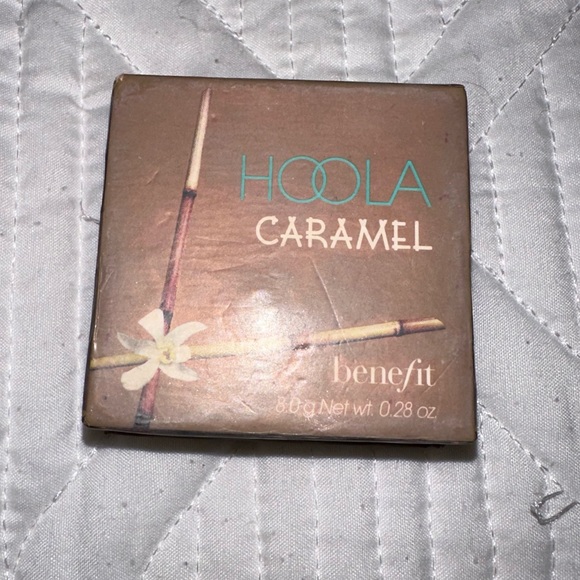 HOOLA
CARAMEL
benefit
8.0 g Net wt. 0.28 oz.